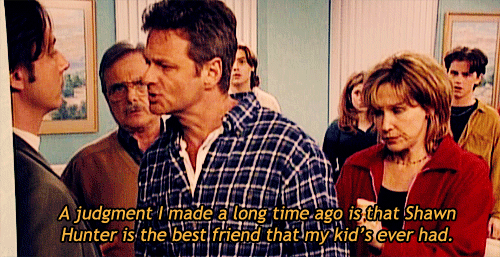 A judgment I made a long time ago is that Shawn
Hunter is the best friend that my kid's ever had.